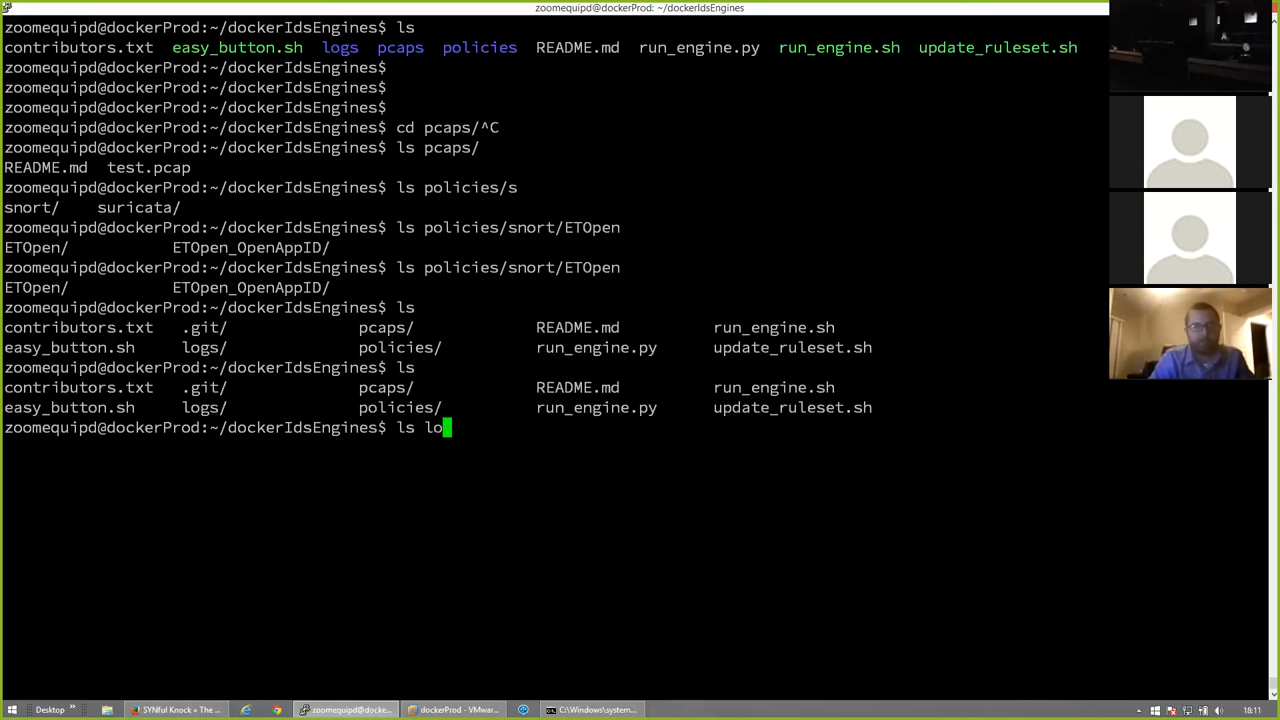 zoomequipd@dockerProd: ~/dockerIdsEngines
zoomequipd@dockerProd:~/dockerIdsEngines$ ls
contributors.txt easy_button.sh logs pcaps policies README.md run_engine.py run_engine.sh update_ruleset.sh
zoomequipd@dockerProd:~/dockerIdsEngines$
zoomequipd@dockerProd:~/dockerIdsEngines$
zoomequipd@dockerProd:~/dockerIdsEngines$
zoomequipd@dockerProd:~/dockerIdsEngines$ cd pcaps/^C
zoomequipd@dockerProd:~/dockerIdsEngines$ ls pcaps/
README.md test.pcap
zoomequipd@dockerProd:~/dockerIdsEngines$ ls policies/s
snort/ suricata/
zoomequipd@dockerProd:~/dockerIdsEngines$ ls policies/snort/ETOpen
ETOpen/ ETOpen_OpenAppID/
zoomequipd@dockerProd:~/dockerIdsEngines$ ls policies/snort/ETOpen
ETOpen/ ETOpen_OpenAppID/
zoomequipd@dockerProd:~/dockerIdsEngines$ ls
contributors.txt .git/ pcaps/ README.md run_engine.sh
easy_button.sh logs/ policies/ run_engine.py update_ruleset.sh
zoomequipd@dockerProd:~/dockerIdsEngines$ ls
contributors.txt .git/ pcaps/ README.md run_engine.sh
easy_button.sh logs/ policies/ run_engine.py update_ruleset.sh
zoomequipd@dockerProd:~/dockerIdsEngines$ ls lo
Desktop » SYNful Knock « The ... zoomequipd@docke... dockerProd - VMwar... C:\Windows\system... 18:11